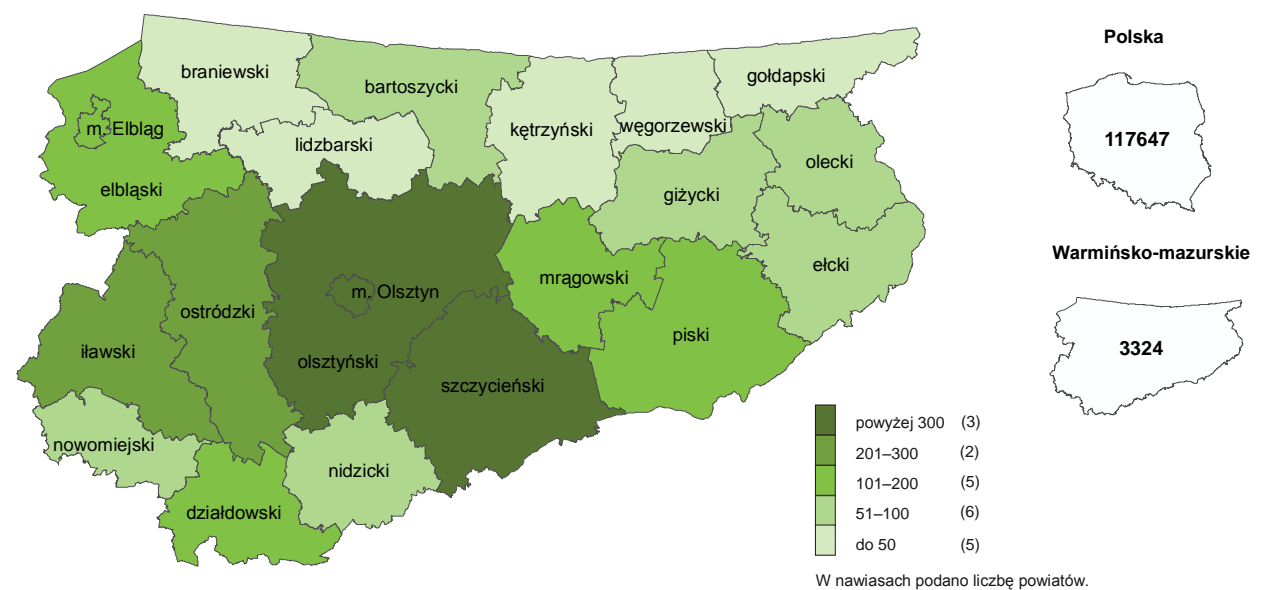 Polska
117647
Warmińsko-mazurskie
3324
braniewski
bartoszycki
gołdapski
m. Elbląg
kętrzyński
węgorzewski
lidzbarski
olecki
elbląski
giżycki
ełcki
mrągowski
m. Olsztyn
ostródzki
piski
iławski
olsztyński
szczycieński
nowomiejski
nidzicki
działdowski
powyżej 300 (3)
201–300 (2)
101–200 (5)
51–100 (6)
do 50 (5)
W nawiasach podano liczbę powiatów.